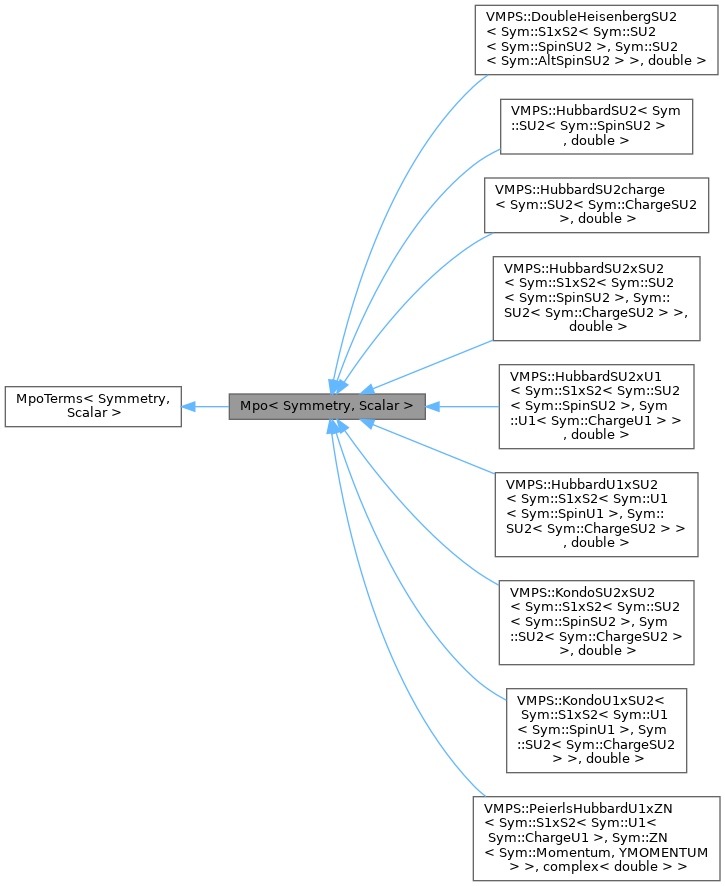 VMPS::DoubleHeisenbergSU2
< Sym::S1xS2< Sym::SU2
< Sym::SpinSU2 >, Sym::SU2
< Sym::AltSpinSU2 > >, double >
VMPS::HubbardSU2< Sym
::SU2< Sym::SpinSU2 >
, double >
VMPS::HubbardSU2charge
< Sym::SU2< Sym::ChargeSU2
>, double >
VMPS::HubbardSU2xSU2
< Sym::S1xS2< Sym::SU2
< Sym::SpinSU2 >, Sym::
SU2< Sym::ChargeSU2 > >,
double >
MpoTerms< Symmetry,
Scalar >
Mpo< Symmetry, Scalar >
VMPS::HubbardSU2xU1
< Sym::S1xS2< Sym::SU2
< Sym::SpinSU2 >, Sym
::U1< Sym::ChargeU1 > >
, double >
VMPS::HubbardU1xSU2
< Sym::S1xS2< Sym::U1
< Sym::SpinU1 >, Sym::
SU2< Sym::ChargeSU2 > >
, double >
VMPS::KondoSU2xSU2
< Sym::S1xS2< Sym::SU2
< Sym::SpinSU2 >, Sym
::SU2< Sym::ChargeSU2 >
>, double >
VMPS::KondoU1xSU2<
Sym::S1xS2< Sym::U1
< Sym::SpinU1 >, Sym
::SU2< Sym::ChargeSU2
> >, double >
VMPS::PeierlsHubbardU1xZN
< Sym::S1xS2< Sym::U1<
Sym::ChargeU1 >, Sym::ZN
< Sym::Momentum, YMOMENTUM
> >, complex< double > >